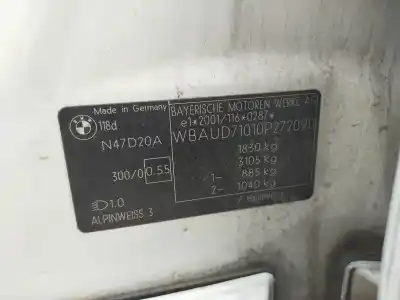 BMW
Made in Germany
118d
N47D20A
300/0 0.55
1.0
ALPINWEISS 3
BAYERISCHE MOTOREN WERKE AG
e1*2001/116*0287*
1830 kg
3105 kg
1- 885 kg
2- 1040 kg